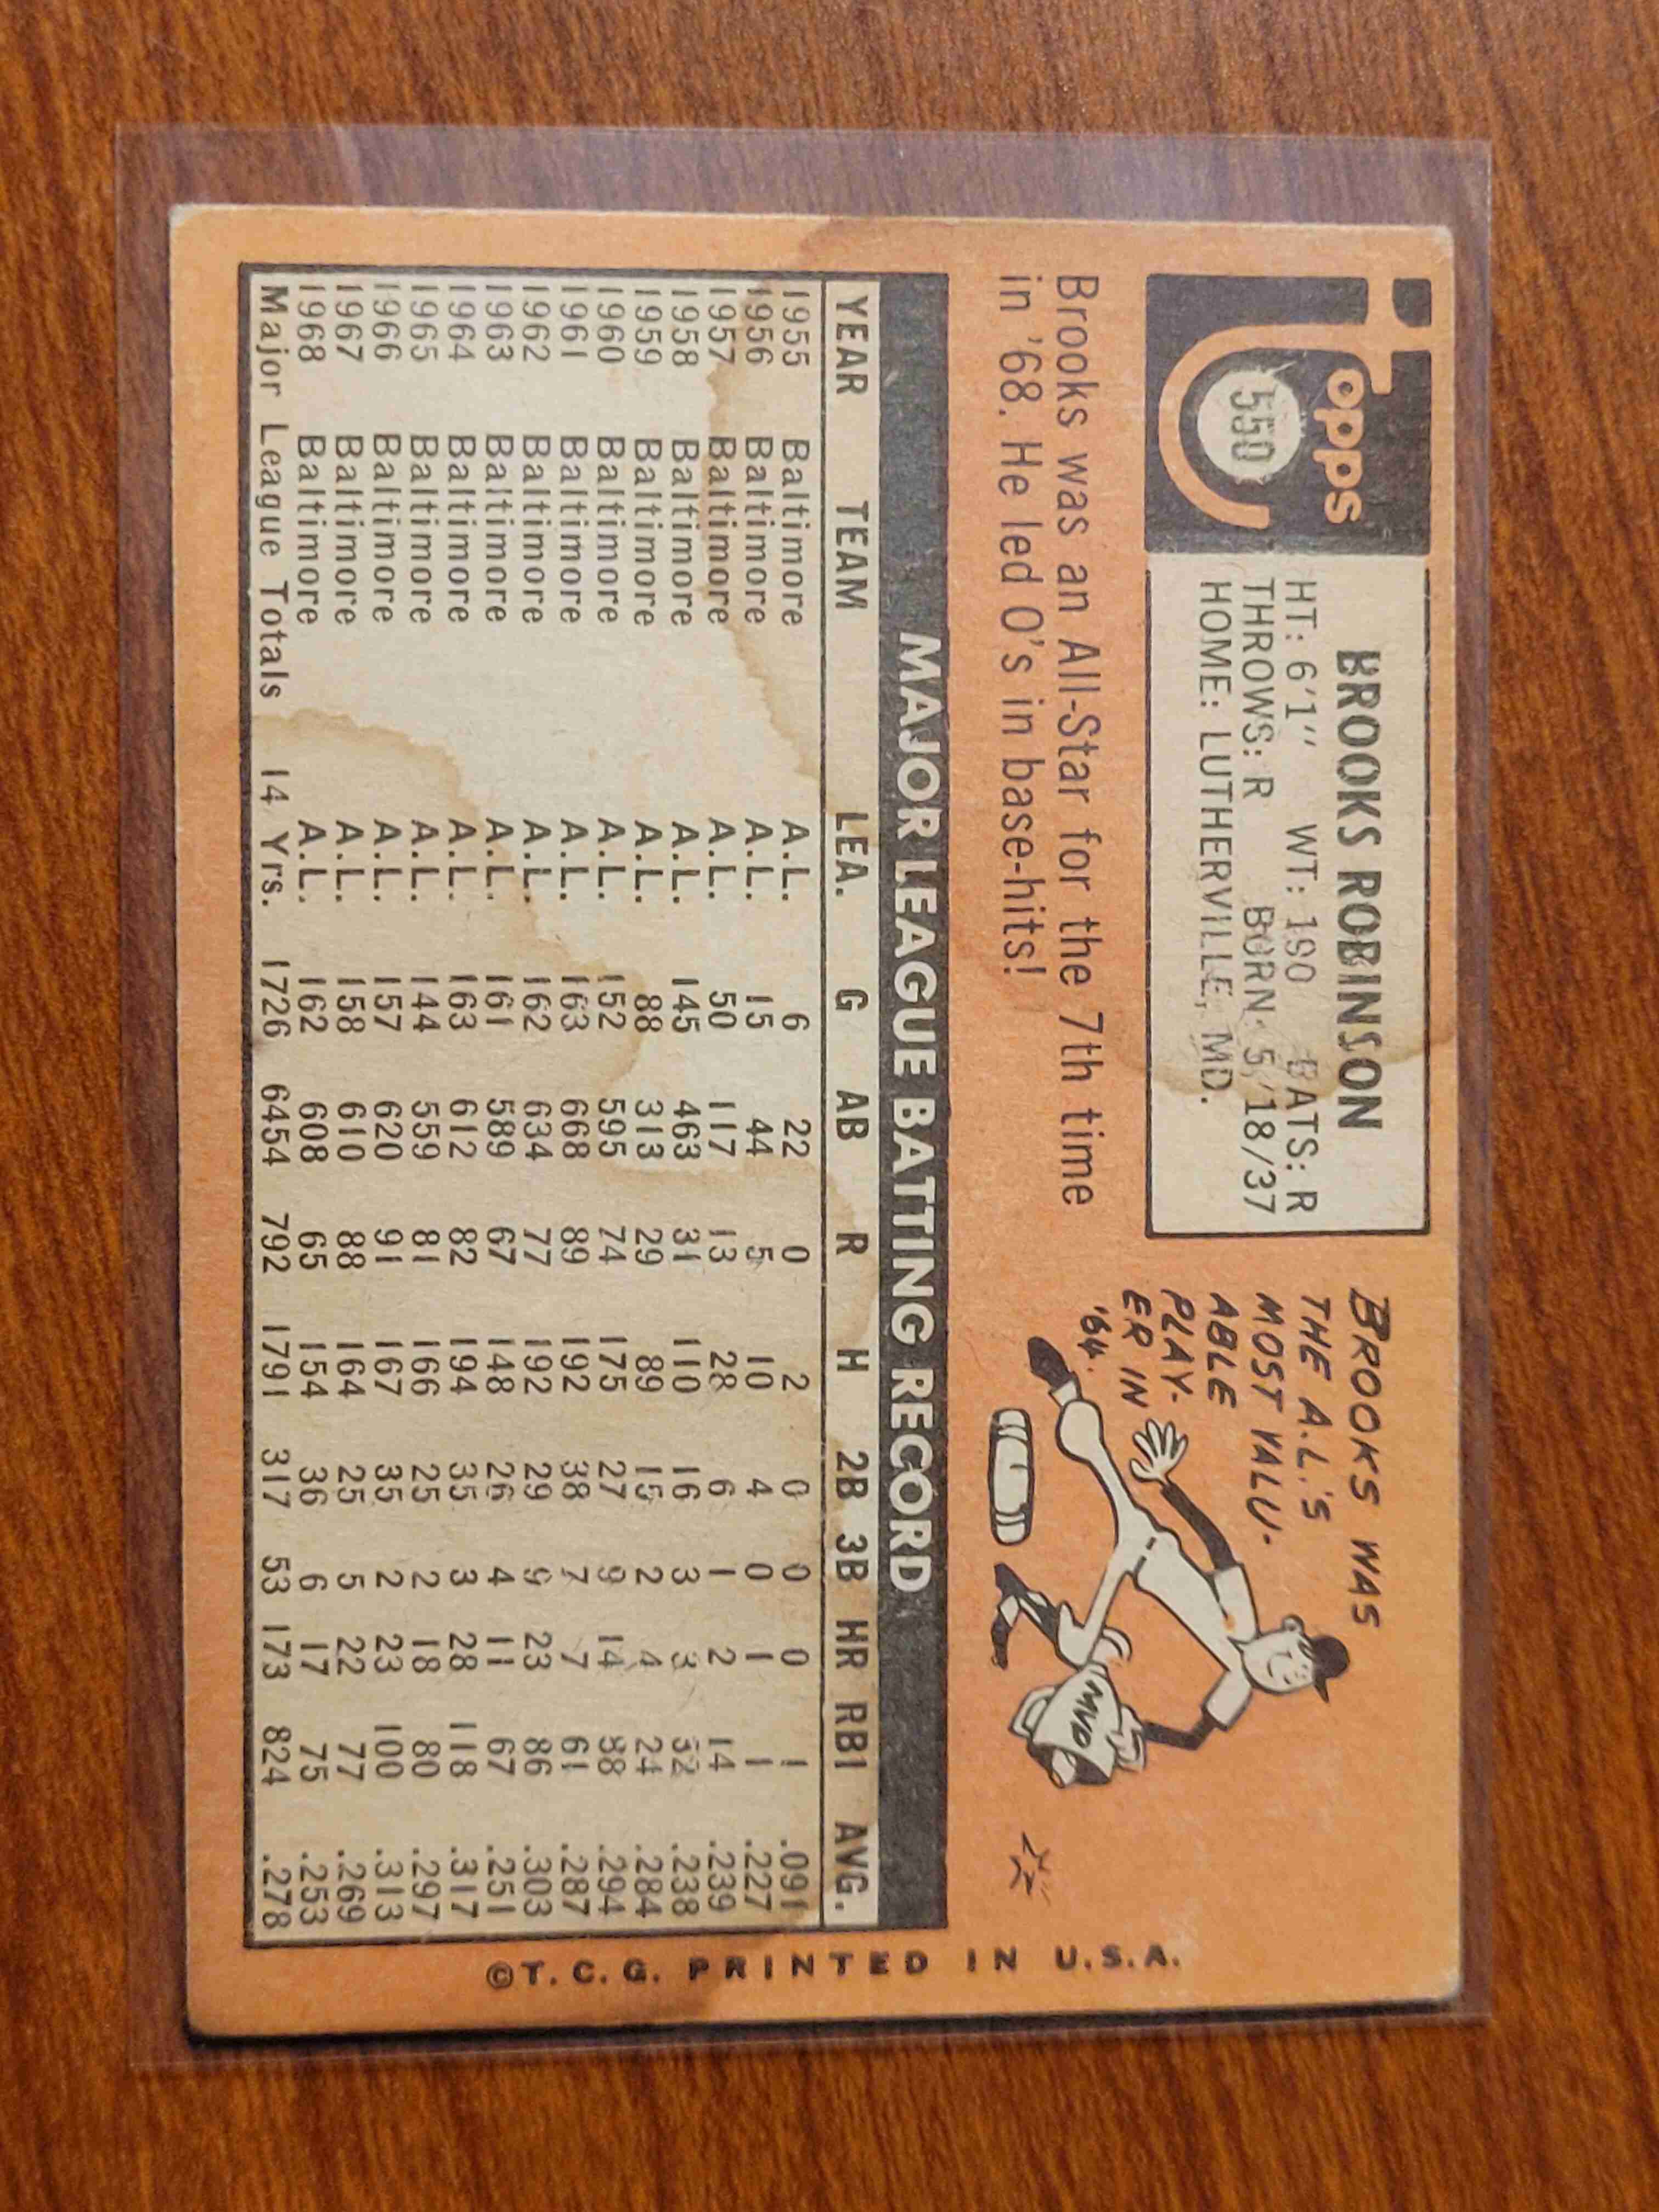 Topps
550
BROOKS ROBINSON
HT: 6'1" WT: 190 BATS: R
THROWS: R BORN: 5/18/37
HOME: LUTHERVILLE, MD.
Brooks was an All-Star for the 7th time
in '68. He led O's in base-hits!
BROOKS WAS
THE A.L.'S
MOST VALU-
ABLE
PLAY-
ER IN
'64.
MVP
MAJOR LEAGUE BATTING RECORD
YEAR TEAM LEA. G AB R H 2B 3B HR RBI AVG.
1955 Baltimore A.L. 6 22 0 2 0 0 0 1 .091
1956 Baltimore A.L. 15 44 5 10 4 0 1 1 .227
1957 Baltimore A.L. 50 117 13 28 6 1 2 14 .239
1958 Baltimore A.L. 145 463 31 110 16 3 3 32 .238
1959 Baltimore A.L. 88 313 29 89 15 2 4 24 .284
1960 Baltimore A.L. 152 595 74 175 27 9 14 88 .294
1961 Baltimore A.L. 163 668 89 192 38 7 7 61 .287
1962 Baltimore A.L. 162 634 77 192 29 9 23 86 .303
1963 Baltimore A.L. 161 589 67 148 26 4 11 67 .251
1964 Baltimore A.L. 163 612 82 194 35 3 28 118 .317
1965 Baltimore A.L. 144 559 81 166 25 2 18 80 .297
1966 Baltimore A.L. 157 620 91 167 35 2 23 100 .313
1967 Baltimore A.L. 158 610 88 164 25 5 22 77 .269
1968 Baltimore A.L. 162 608 65 154 36 6 17 75 .253
Major League Totals 14 Yrs. 1726 6454 792 1791 317 53 173 824 .278
©T.C.G. PRINTED IN U.S.A.